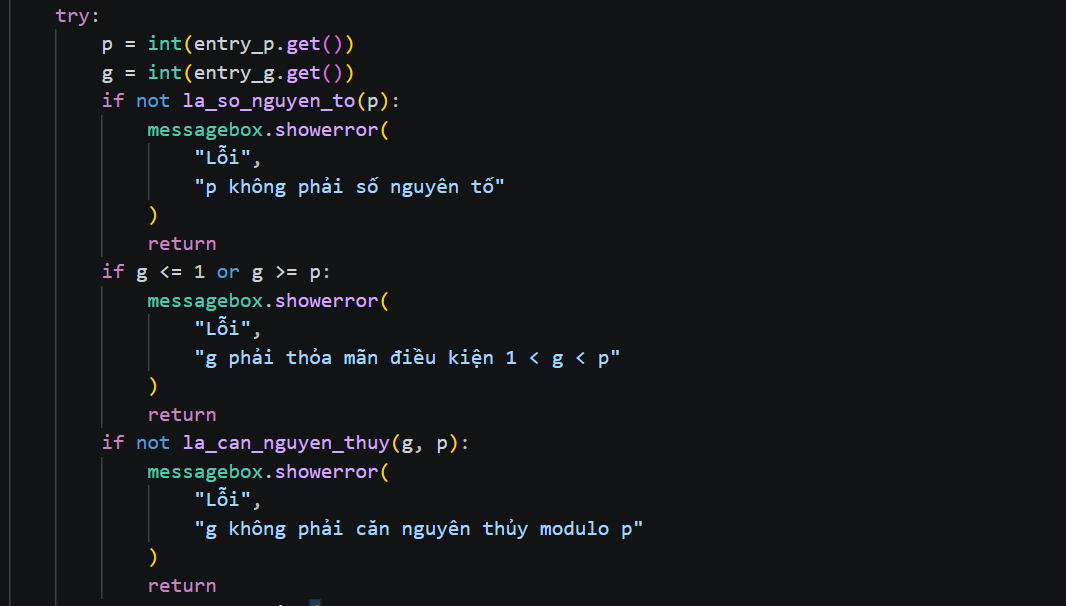 try:
    p = int(entry_p.get())
    g = int(entry_g.get())
    if not la_so_nguyen_to(p):
        messagebox.showerror(
            "Lỗi",
            "p không phải số nguyên tố"
        )
        return
    if g <= 1 or g >= p:
        messagebox.showerror(
            "Lỗi",
            "g phải thỏa mãn điều kiện 1 < g < p"
        )
        return
    if not la_can_nguyen_thuy(g, p):
        messagebox.showerror(
            "Lỗi",
            "g không phải căn nguyên thủy modulo p"
        )
        return